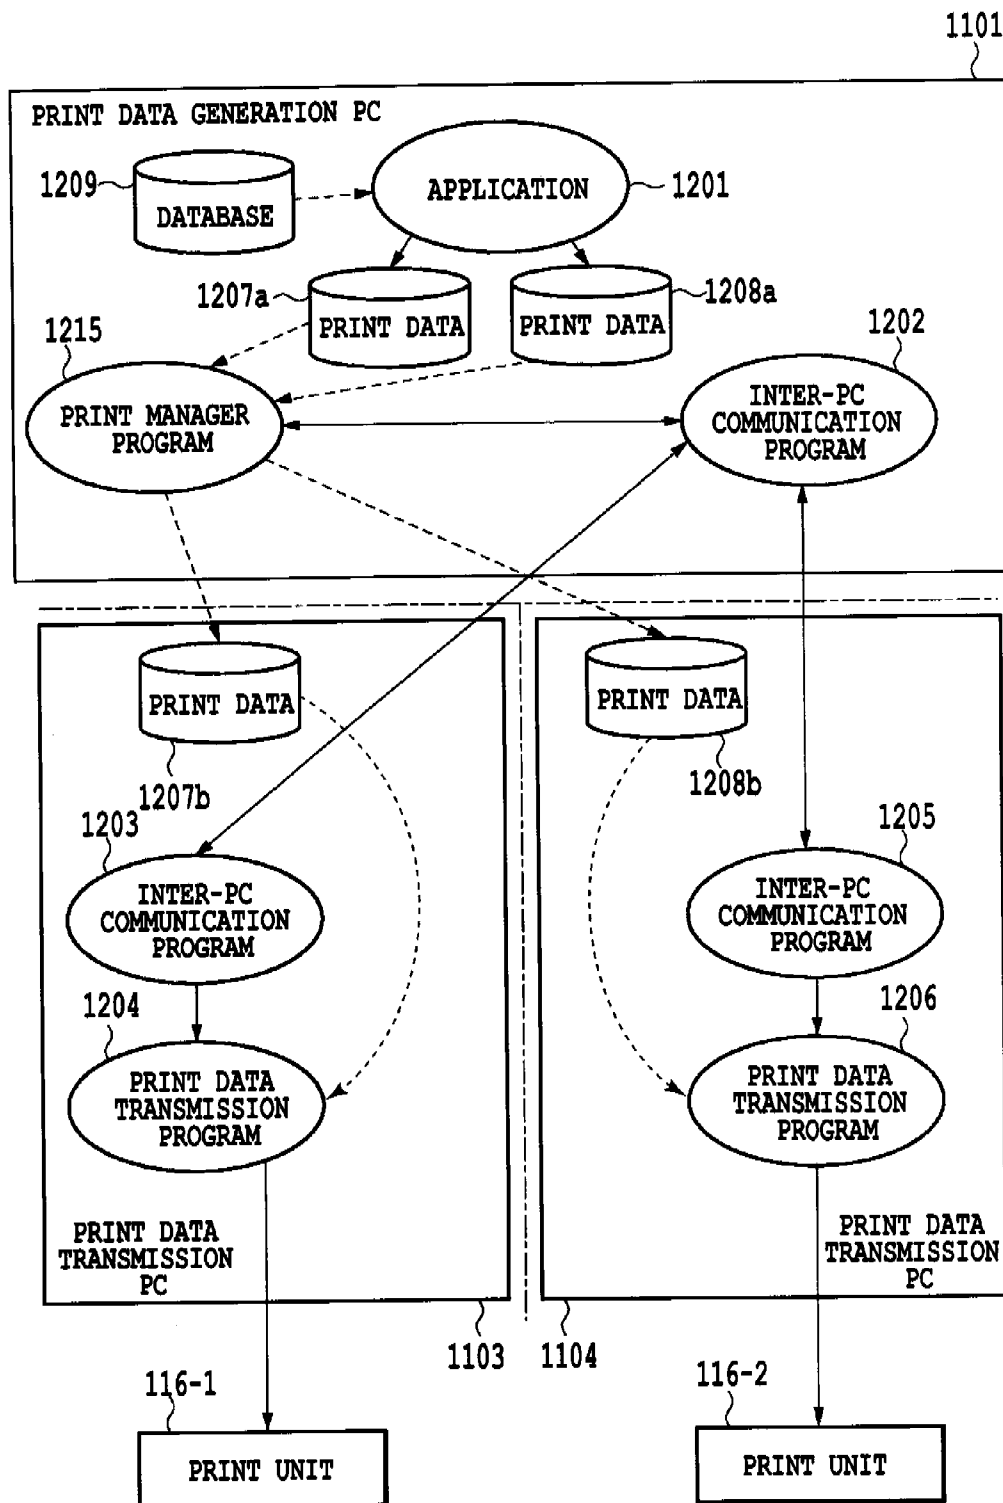 1101
PRINT DATA GENERATION PC
1209
DATABASE
APPLICATION
1201
1207a
PRINT DATA
PRINT DATA
1208a
1215
PRINT MANAGER
PROGRAM
1202
INTER-PC
COMMUNICATION
PROGRAM
PRINT DATA
1207b
PRINT DATA
1208b
1203
INTER-PC
COMMUNICATION
PROGRAM
1205
INTER-PC
COMMUNICATION
PROGRAM
1204
PRINT DATA
TRANSMISSION
PROGRAM
1206
PRINT DATA
TRANSMISSION
PROGRAM
PRINT DATA
TRANSMISSION
PC
PRINT DATA
TRANSMISSION
PC
1103
1104
116-1
PRINT UNIT
116-2
PRINT UNIT